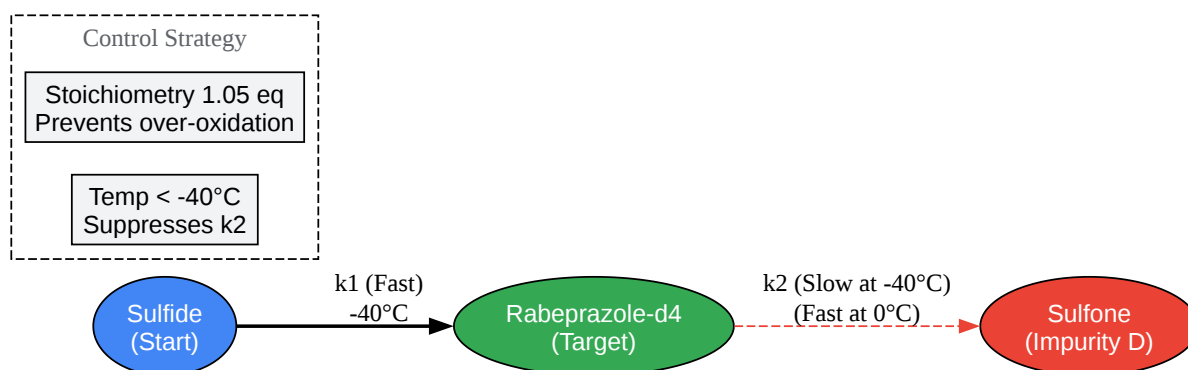 Control Strategy
Stoichiometry 1.05 eq
Prevents over-oxidation
Temp < -40°C
Suppresses k2
Sulfide
(Start)
k1 (Fast)
-40°C
Rabeprazole-d4
(Target)
k2 (Slow at -40°C)
(Fast at 0°C)
Sulfone
(Impurity D)